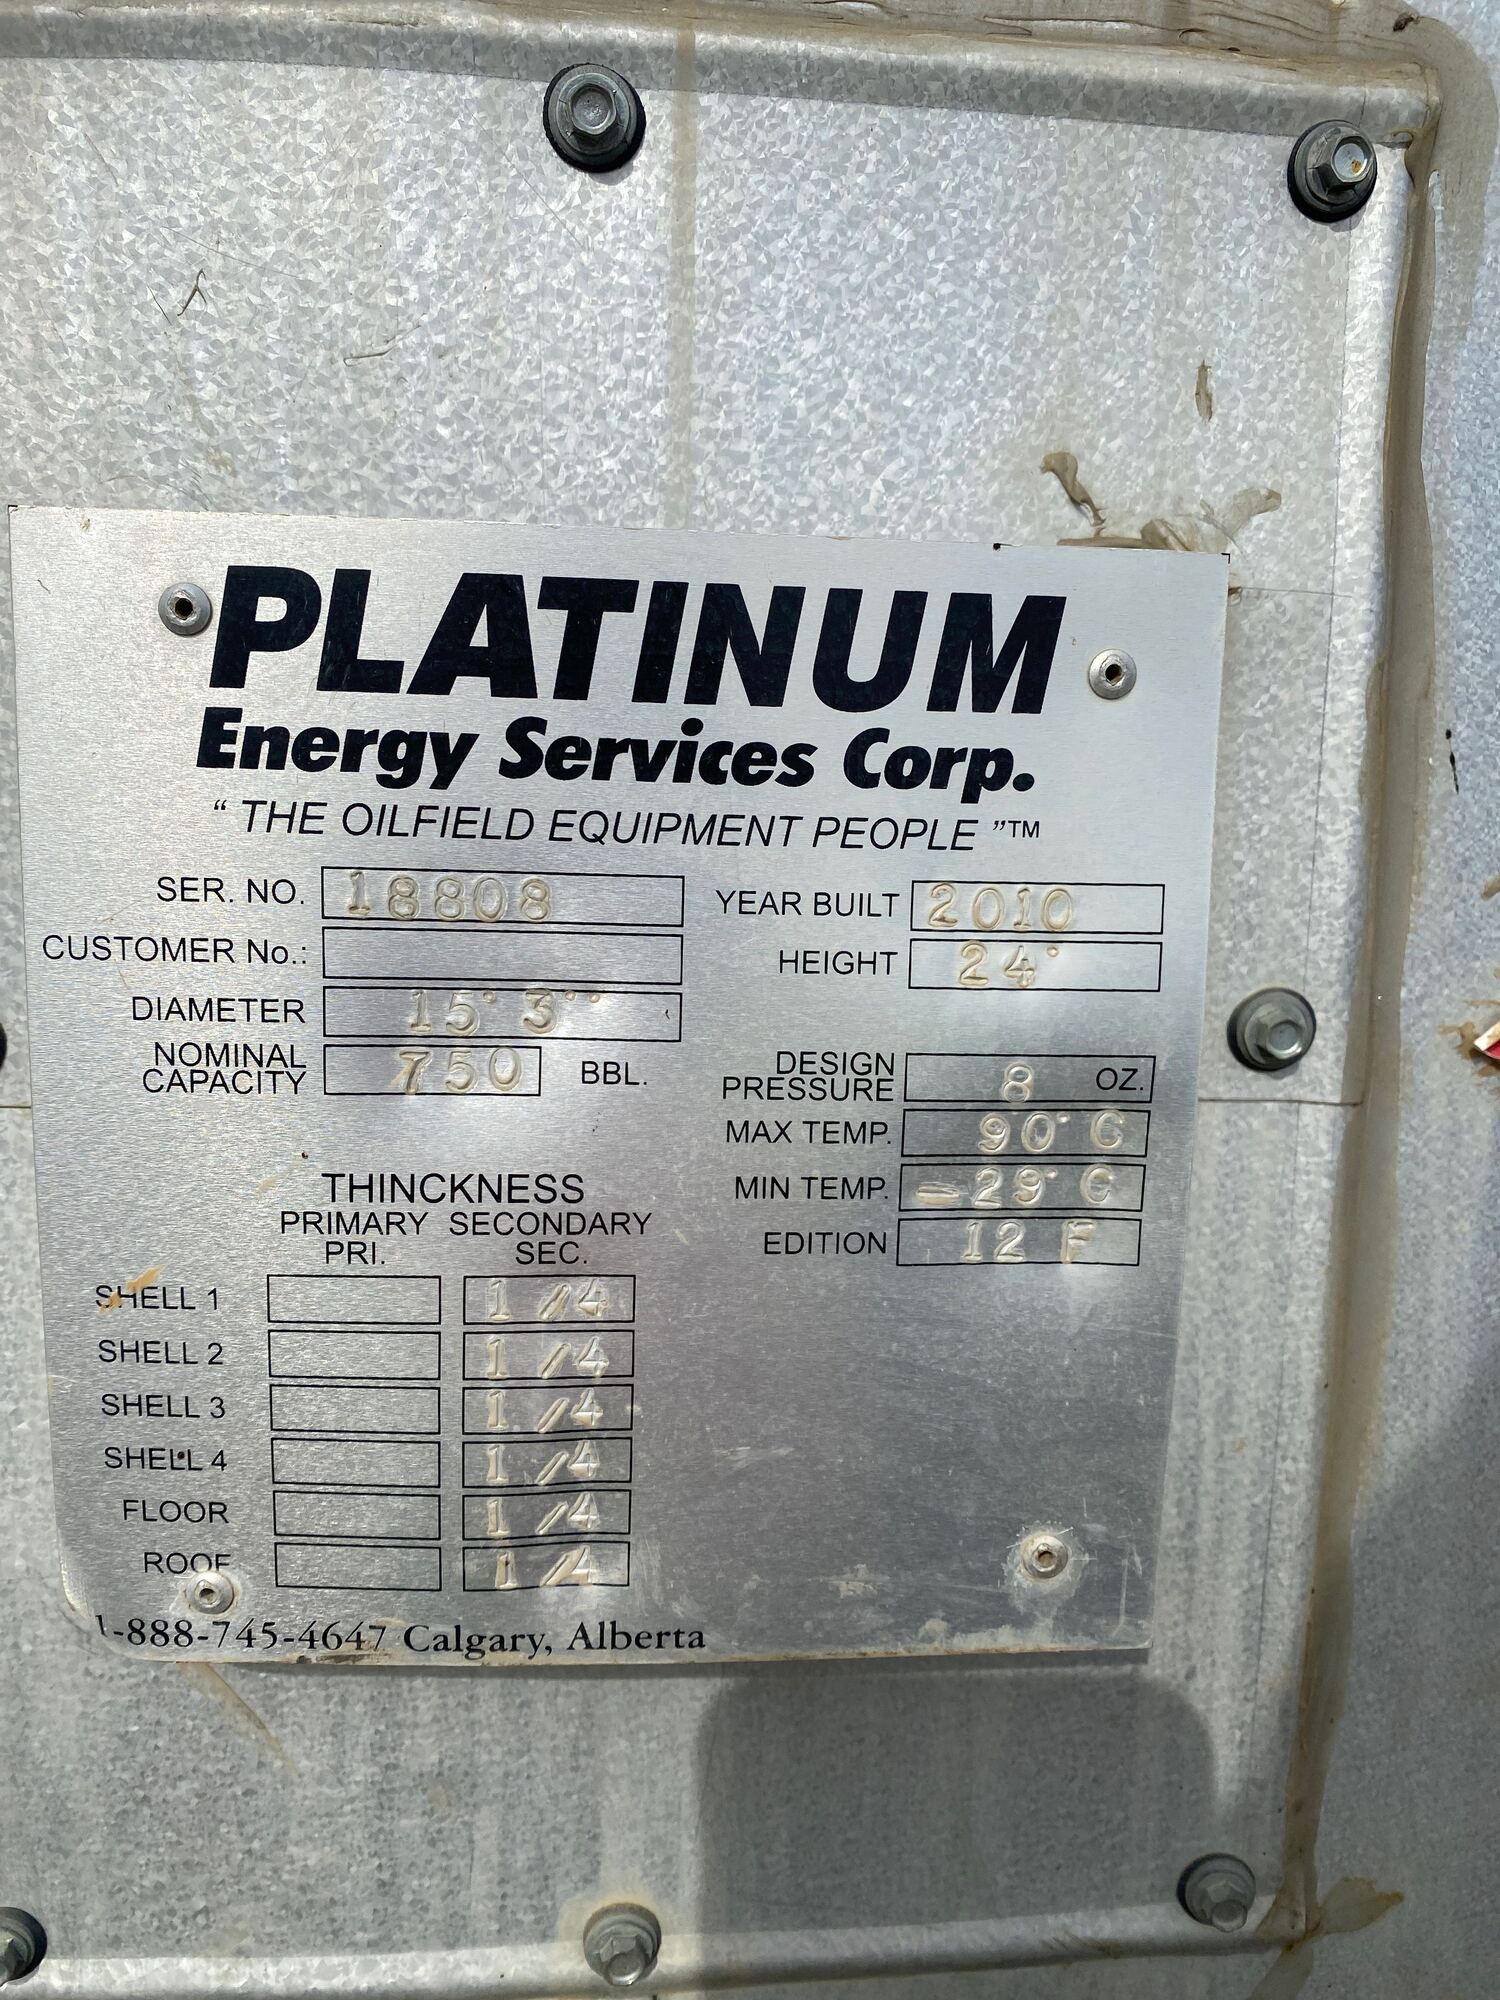 PLATINUM
Energy Services Corp.
“ THE OILFIELD EQUIPMENT PEOPLE ”™
SER. NO. 18808 YEAR BUILT 2010
CUSTOMER No.: HEIGHT 24'
DIAMETER 15' 3''
NOMINAL CAPACITY 750 BBL. DESIGN PRESSURE 8 OZ.
MAX TEMP. 90° C
MIN TEMP. -29° C
EDITION 12 F
THINCKNESS
PRIMARY SECONDARY
PRI. SEC.
SHELL 1 1/4
SHELL 2 1/4
SHELL 3 1/4
SHELL 4 1/4
FLOOR 1/4
ROOF 1/4
1-888-745-4647 Calgary, Alberta